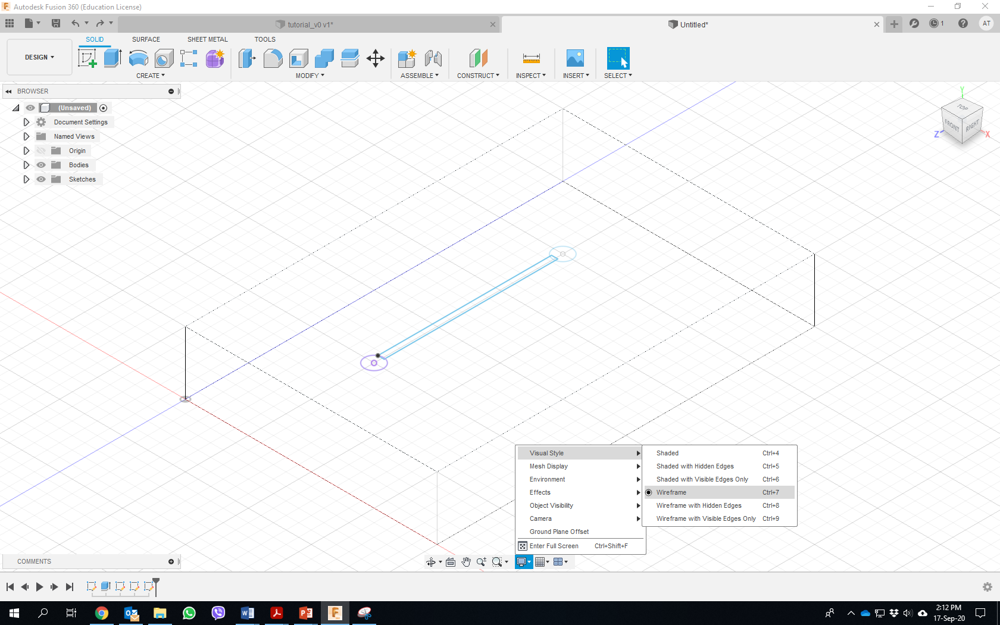 Autodesk Fusion 360 (Education License)
tutorial_v0 v1*
Untitled*
1
AT
DESIGN
SOLID
SURFACE
SHEET METAL
TOOLS
CREATE
MODIFY
ASSEMBLE
CONSTRUCT
INSPECT
INSERT
SELECT
BROWSER
(Unsaved)
Document Settings
Named Views
Origin
Bodies
Sketches
Y
TOP
FRONT
RIGHT
Z
X
Visual Style
Mesh Display
Environment
Effects
Object Visibility
Camera
Ground Plane Offset
Enter Full Screen Ctrl+Shift+F
Shaded Ctrl+4
Shaded with Hidden Edges Ctrl+5
Shaded with Visible Edges Only Ctrl+6
Wireframe Ctrl+7
Wireframe with Hidden Edges Ctrl+8
Wireframe with Visible Edges Only Ctrl+9
COMMENTS
2:12 PM
17-Sep-20